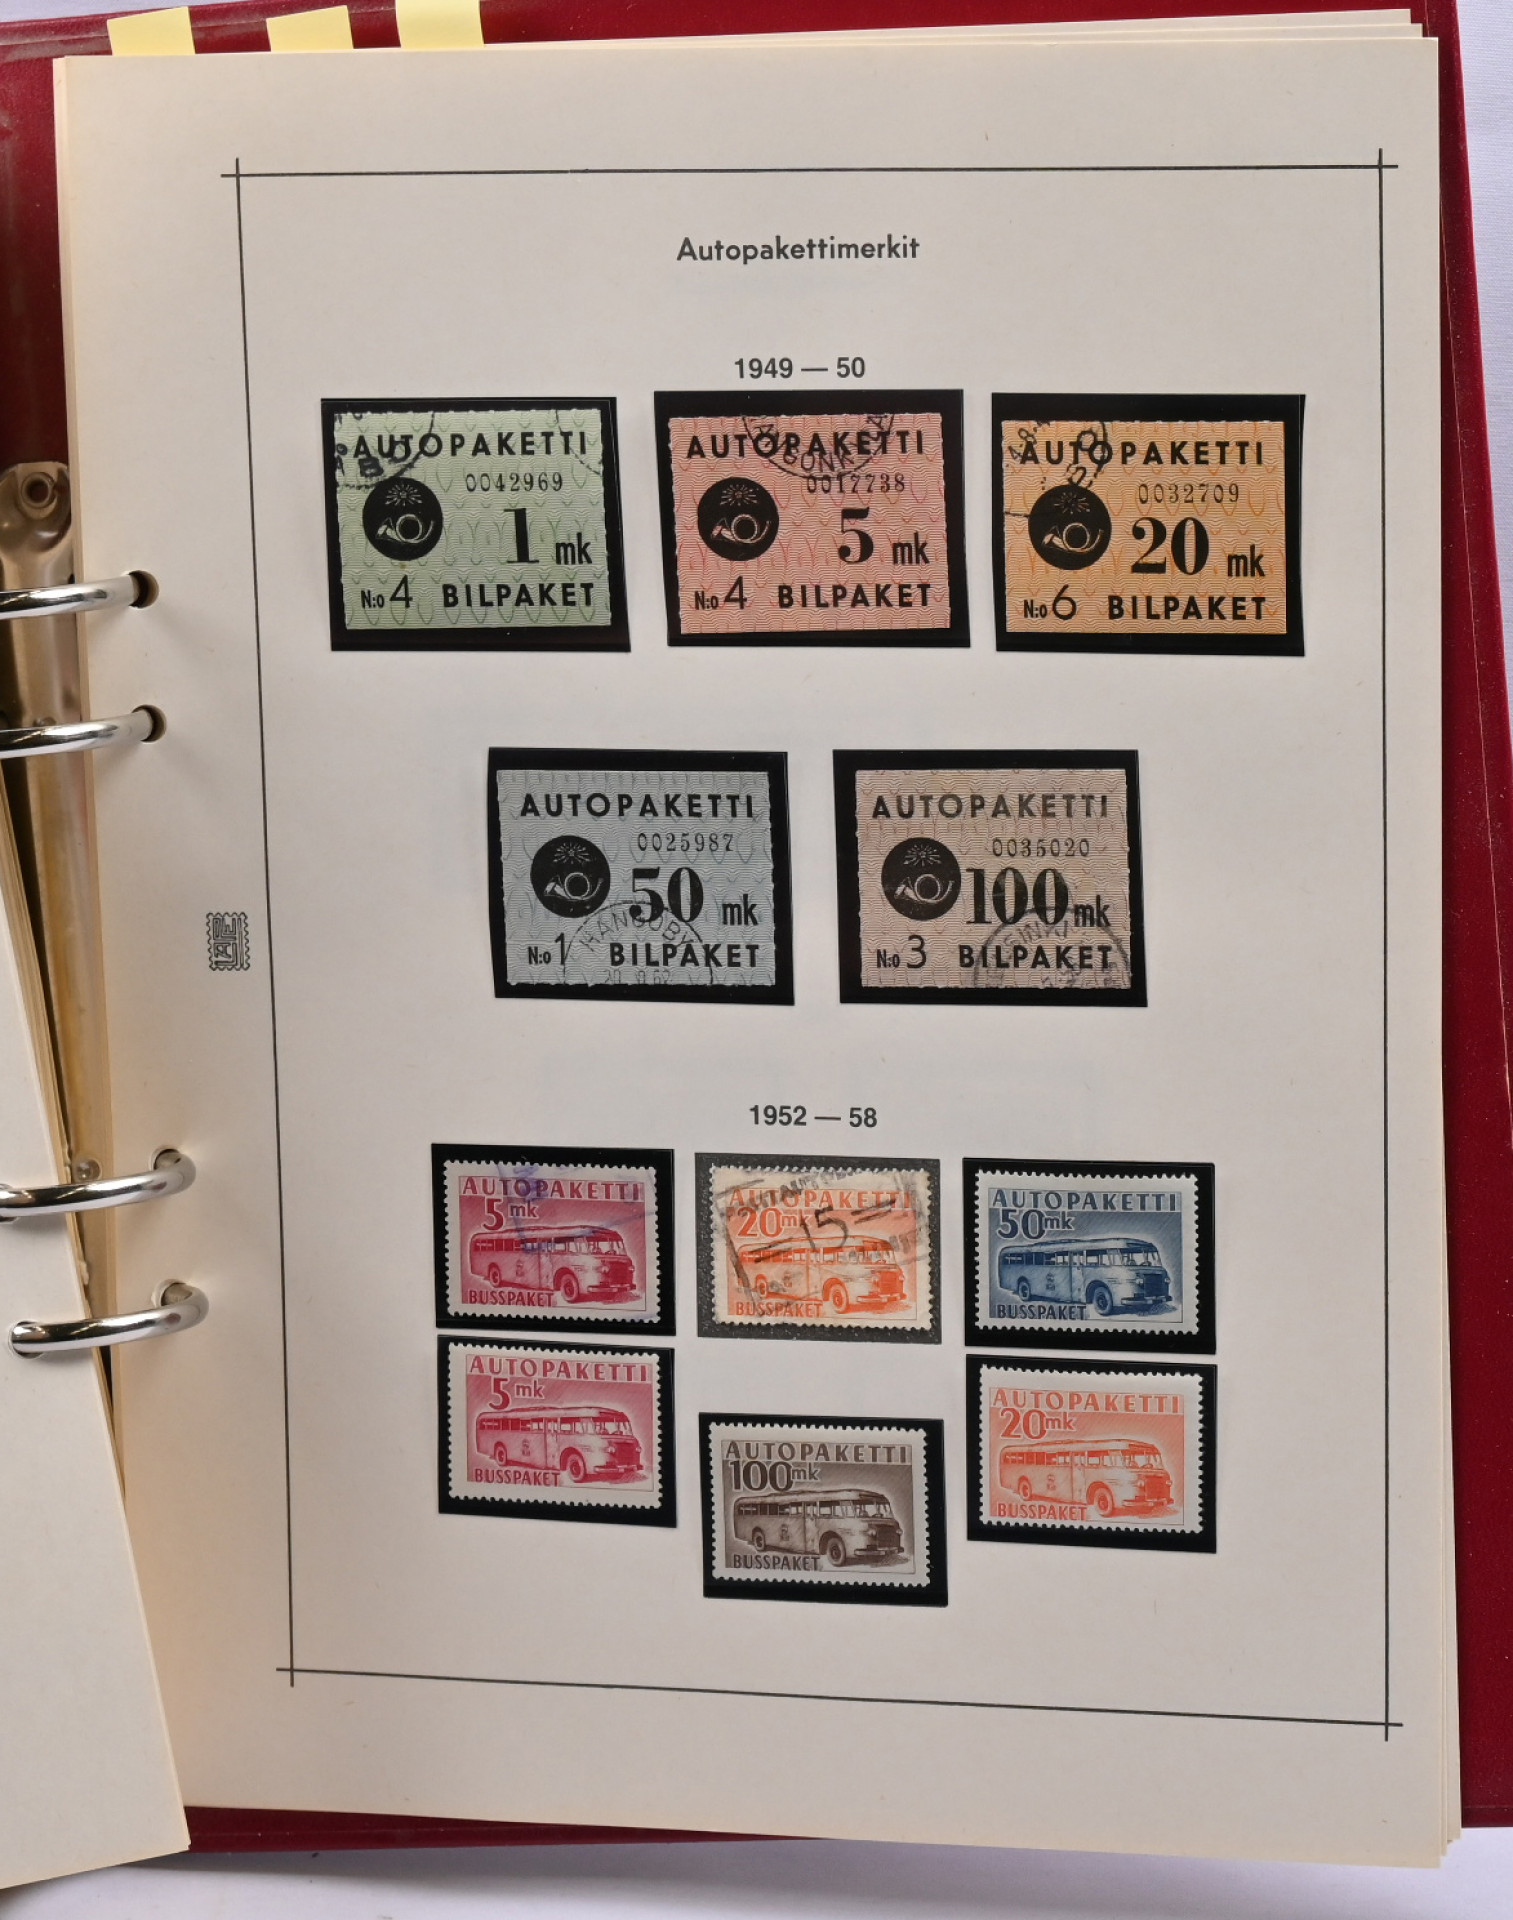 Autopakettimerkit
1949 — 50
AUTOPAKETTI
0042969
1 mk
N:o 4 BILPAKET
AUTOPAKETTI
0017738
5 mk
N:o 4 BILPAKET
AUTOPAKETTI
0032709
20 mk
N:o 6 BILPAKET
AUTOPAKETTI
0025987
50 mk
HANGÖBY
N:o 1 BILPAKET
AUTOPAKETTI
0035020
100 mk
N:o 3 BILPAKET
LAPE
1952 — 58
AUTOPAKETTI
5 mk
BUSSPAKET
AUTOPAKETTI
20 mk
15
BUSSPAKET
AUTOPAKETTI
50 mk
BUSSPAKET
AUTOPAKETTI
5 mk
BUSSPAKET
AUTOPAKETTI
100 mk
BUSSPAKET
AUTOPAKETTI
20 mk
BUSSPAKET